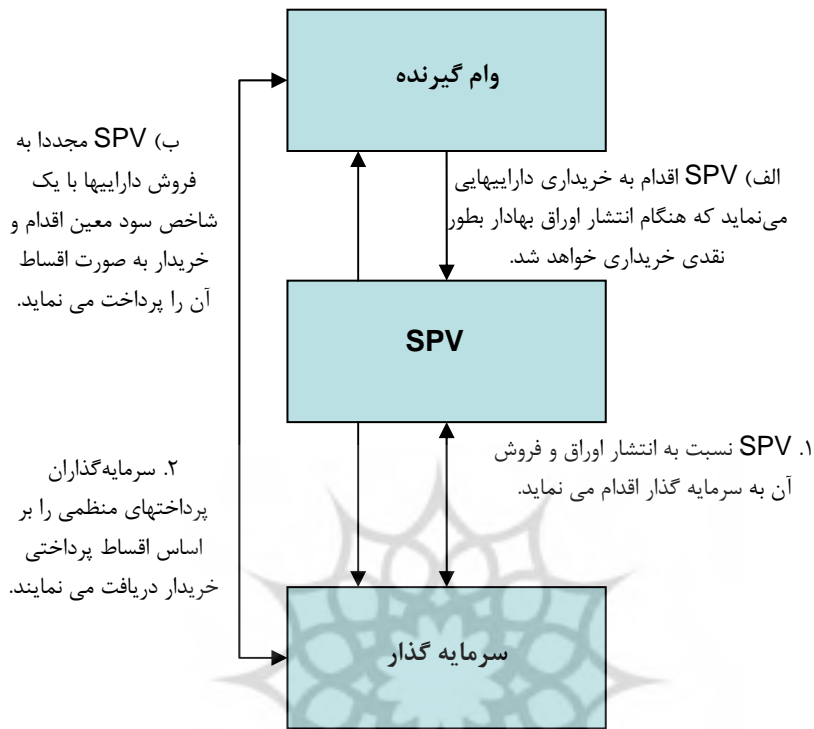 وام گیرنده
الف) SPV اقدام به خریداری داراییهایی
می‌نماید که هنگام انتشار اوراق بهادار بطور
نقدی خریداری خواهد شد.
ب) SPV مجددا به
فروش داراییها با یک
شاخص سود معین اقدام و
خریدار به صورت اقساط
آن را پرداخت می نماید.
SPV
۱. SPV نسبت به انتشار اوراق و فروش
آن به سرمایه گذار اقدام می نماید.
۲. سرمایه‌گذاران
پرداختهای منظمی را بر
اساس اقساط پرداختی
خریدار دریافت می نمایند.
سرمایه گذار